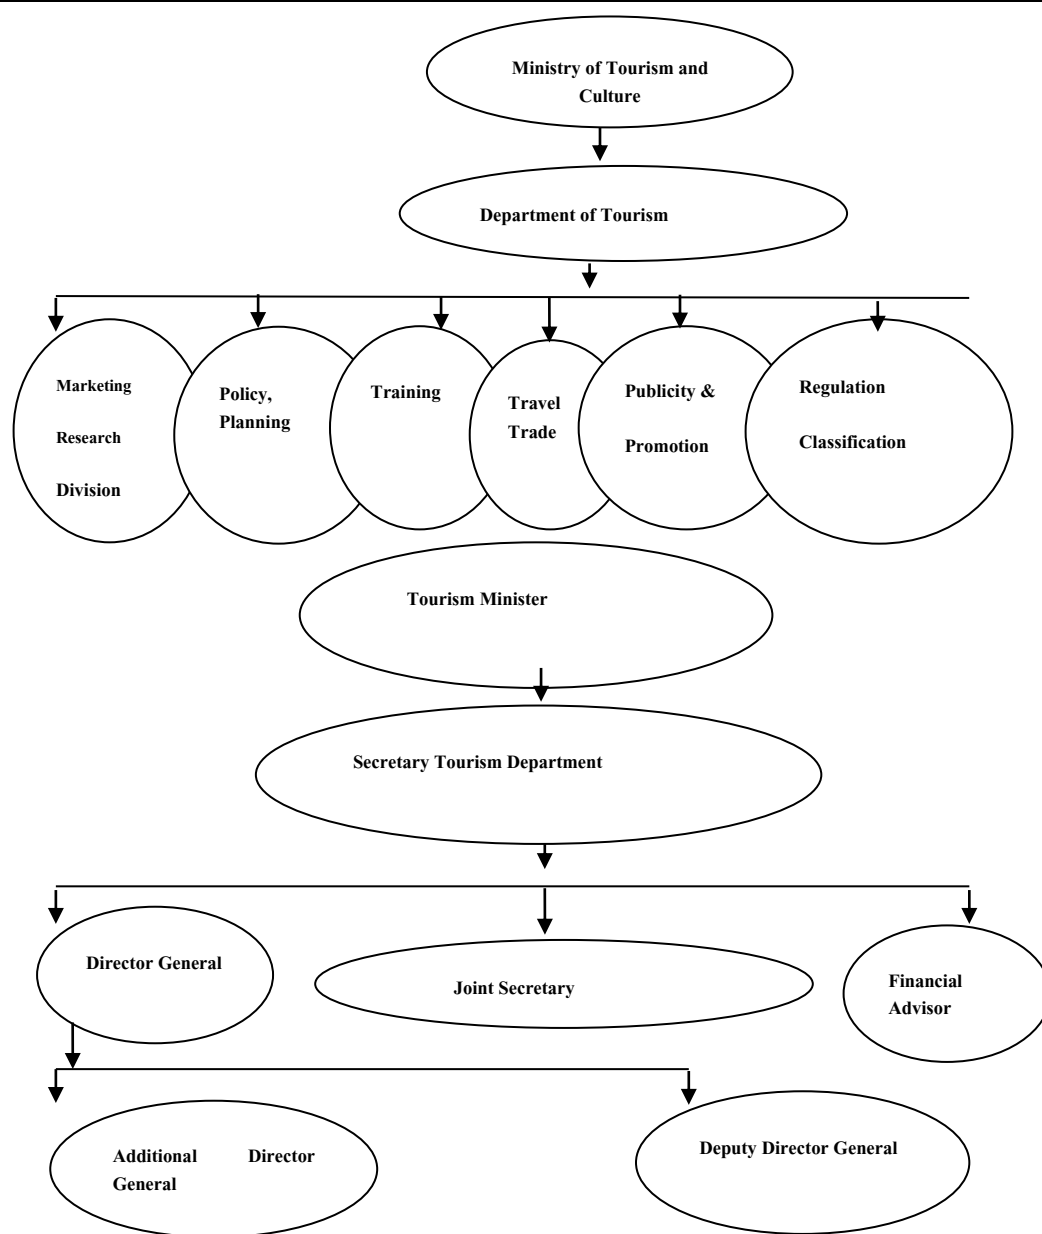 Ministry of Tourism and
Culture
Department of Tourism
Marketing
Research
Division
Policy,
Planning
Training
Travel
Trade
Publicity &
Promotion
Regulation
Classification
Tourism Minister
Secretary Tourism Department
Director General
Joint Secretary
Financial
Advisor
Additional Director
General
Deputy Director General